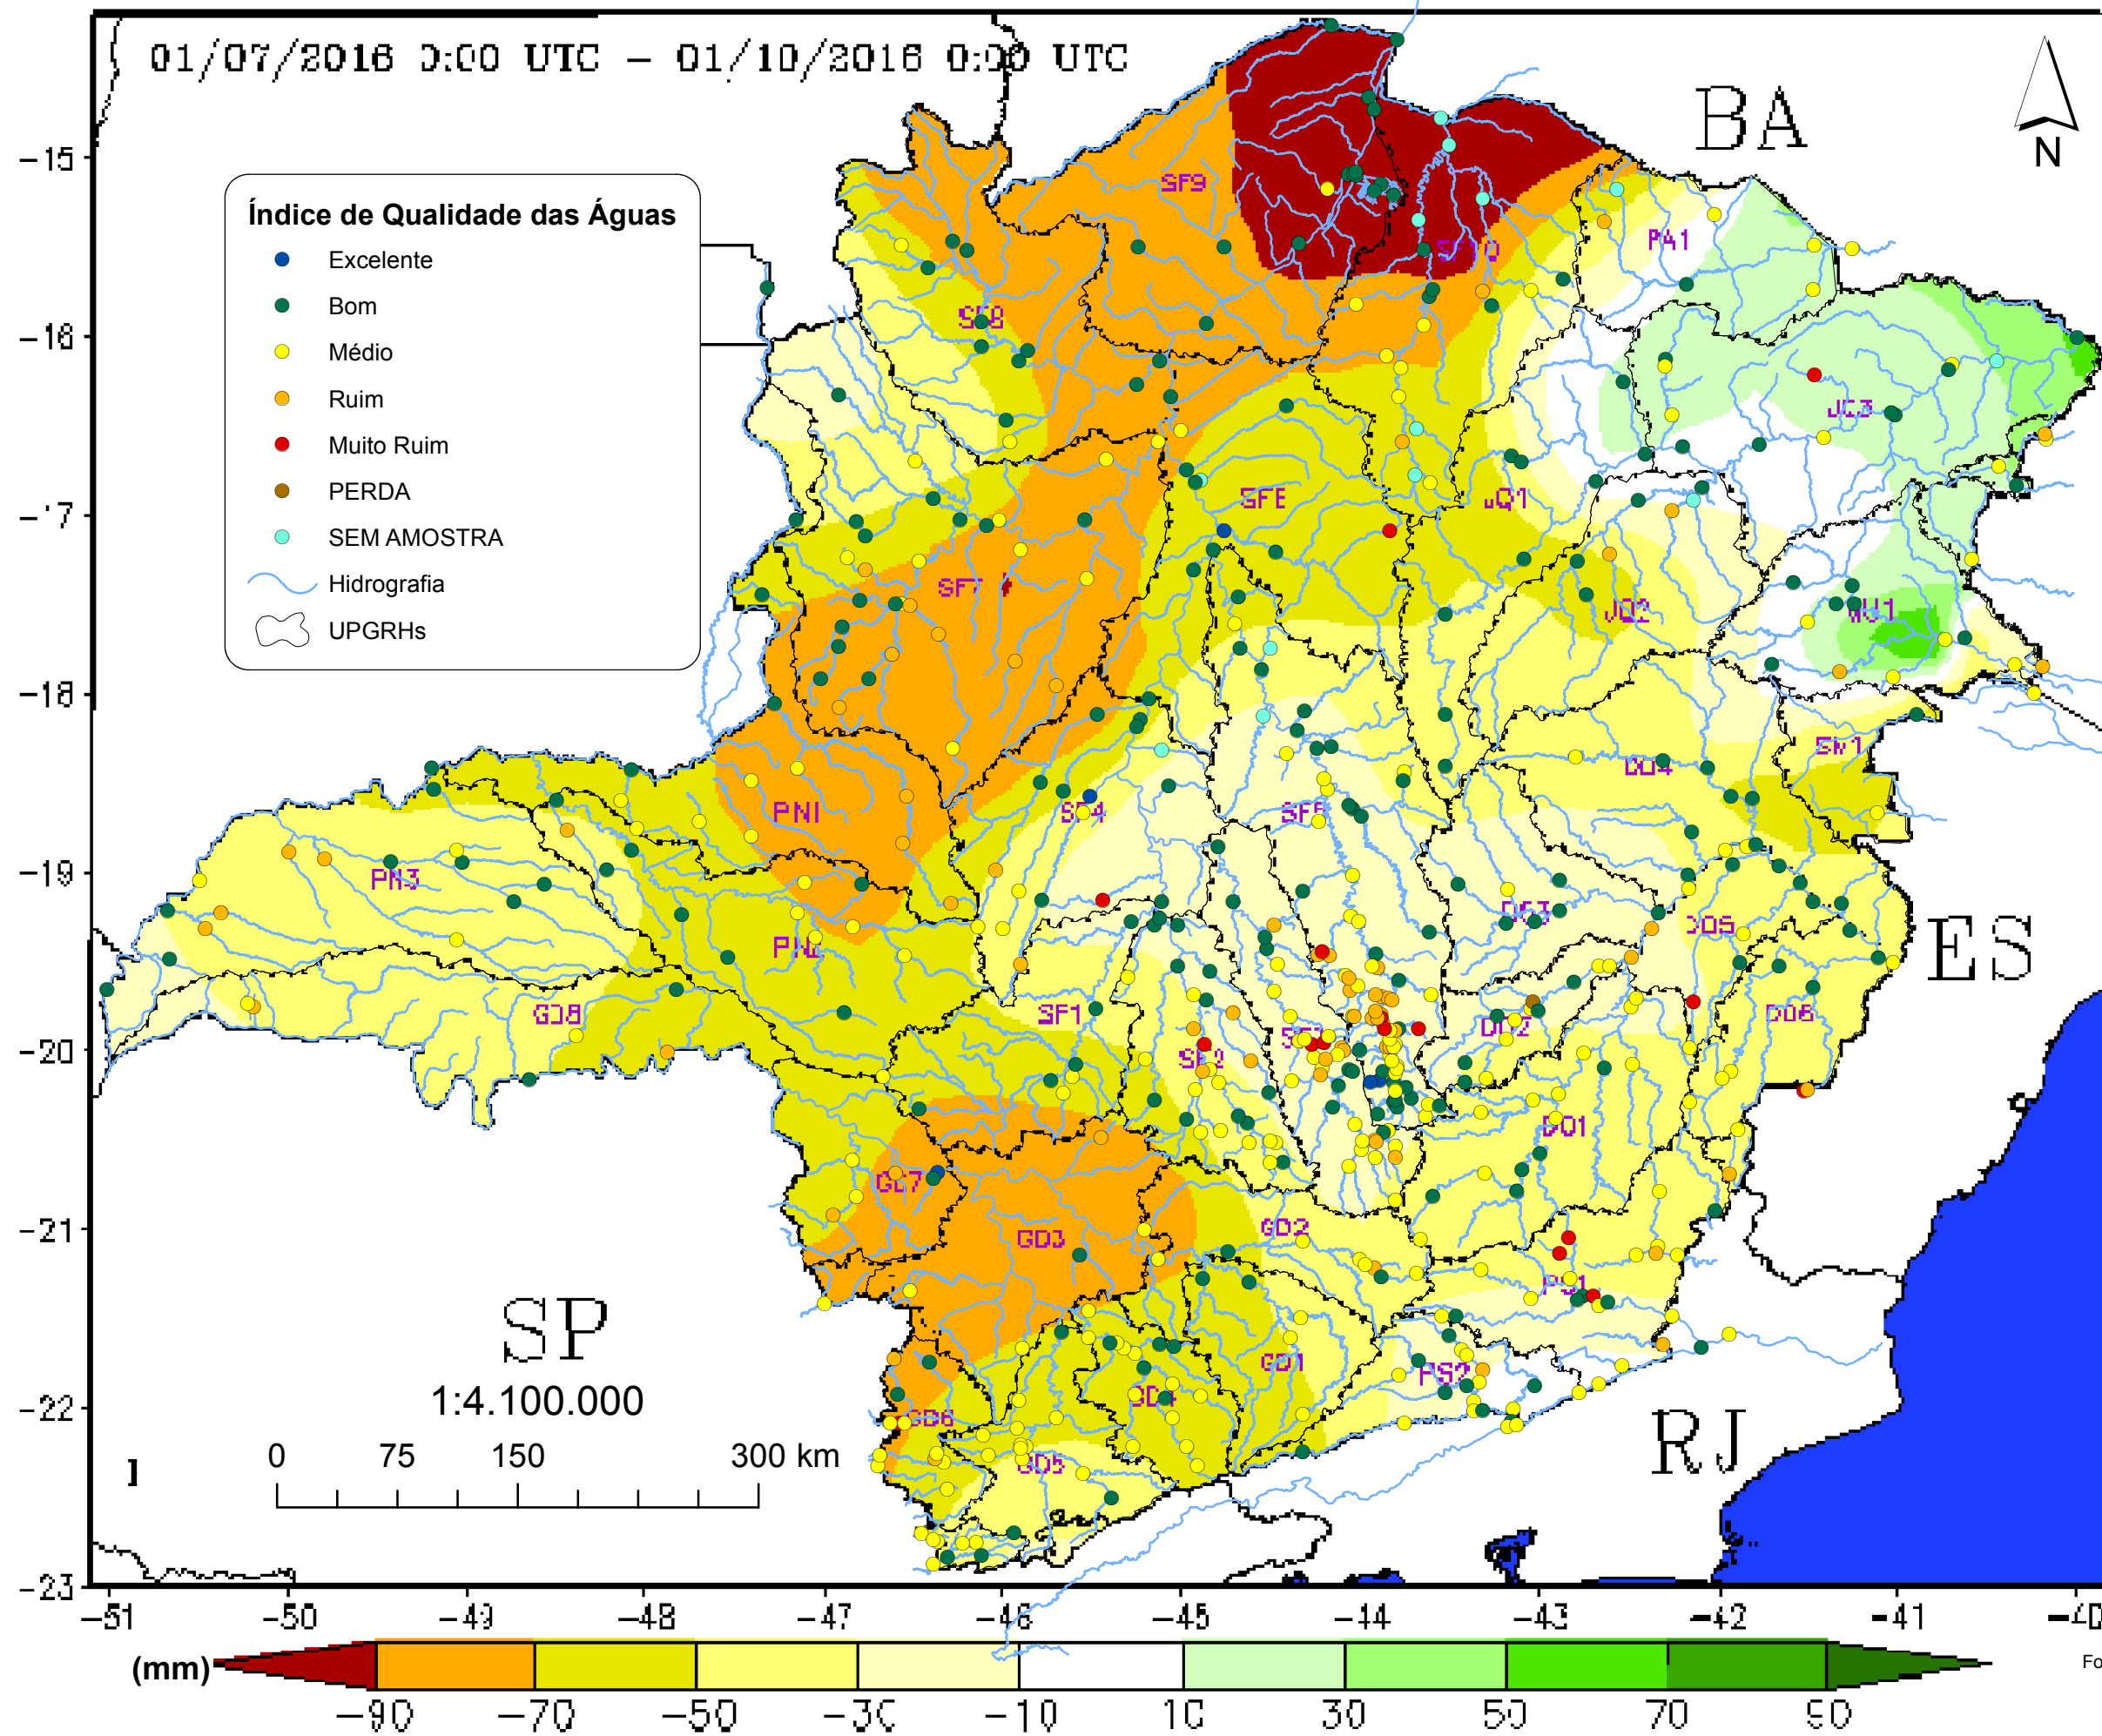 01/07/2016 0:00 UTC – 01/10/2016 0:00 UTC
BA
N
Índice de Qualidade das Águas
Excelente
Bom
Médio
Ruim
Muito Ruim
PERDA
SEM AMOSTRA
Hidrografia
UPGRHs
-15
-16
-17
-18
-19
-20
-21
-22
-23
SF9
SF10
PA1
SF8
JQ3
SF6
JQ1
SF7
JQ2
MU1
SM1
DO4
PN1
SF4
SF5
PN3
DO3
DO5
PN2
ES
GD8
SF1
DO2
DO6
SF3
SF2
DO1
GD7
GD2
GD3
PS1
SP
GD1
PS2
GD4
1:4.100.000
GD6
RJ
GD5
0 75 150 300 km
-51 -50 -49 -48 -47 -46 -45 -44 -43 -42 -41 -40
(mm)
Fo
-90 -70 -50 -30 -10 10 30 50 70 90